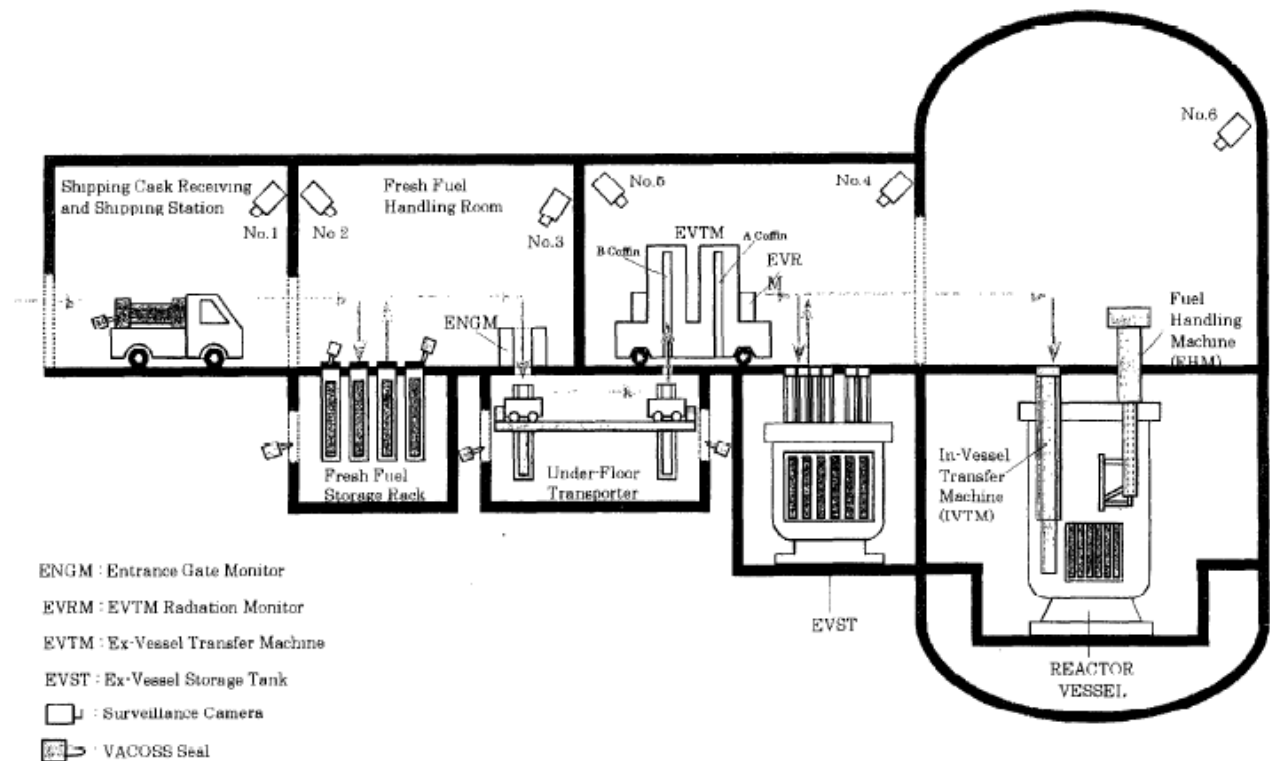 No.6
Shipping Cask Receiving
and Shipping Station
No.1
No 2
Fresh Fuel
Handling Room
No.3
No.5
No.4
EVTM
B Coffin
A Coffin
EVR
M
ENGM
Fuel
Handling
Machine
(FHM)
Fresh Fuel
Storage Rack
Under-Floor
Transporter
In-Vessel
Transfer
Machine
(IVTM)
EVST
REACTOR
VESSEL
ENGM : Entrance Gate Monitor
EVRM : EVTM Radiation Monitor
EVTM : Ex-Vessel Transfer Machine
EVST : Ex-Vessel Storage Tank
: Surveillance Camera
: VACOSS Seal